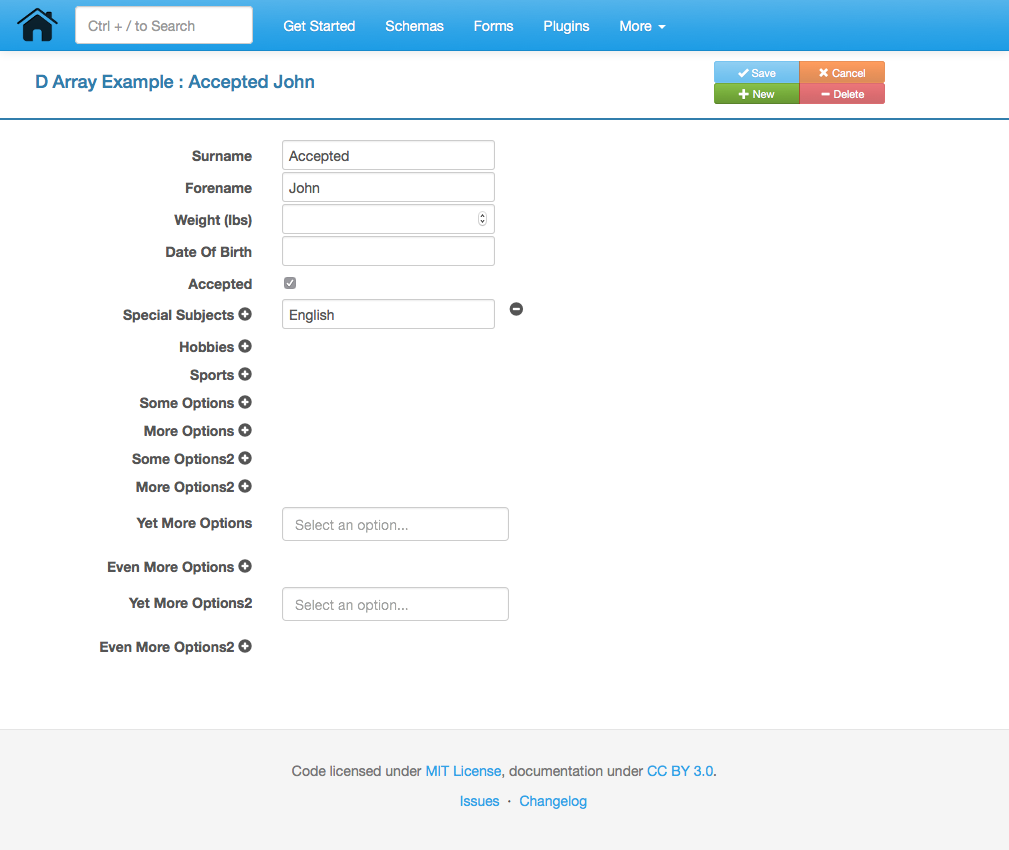 Ctrl + / to Search Get Started Schemas Forms Plugins More
D Array Example : Accepted John
Save Cancel
New Delete
Surname Accepted
Forename John
Weight (lbs)
Date Of Birth
Accepted
Special Subjects English
Hobbies
Sports
Some Options
More Options
Some Options2
More Options2
Yet More Options Select an option...
Even More Options
Yet More Options2 Select an option...
Even More Options2
Code licensed under MIT License, documentation under CC BY 3.0.
Issues · Changelog